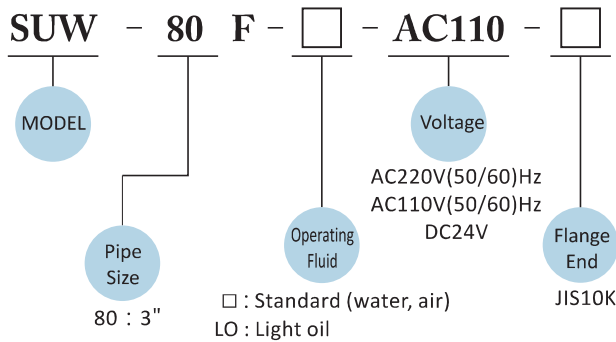 SUW - 80 F - □ - AC110 - □
MODEL
Voltage
AC220V(50/60)Hz
AC110V(50/60)Hz
DC24V
Pipe
Size
80 : 3"
Operating
Fluid
□ : Standard (water, air)
LO : Light oil
Flange
End
JIS10K